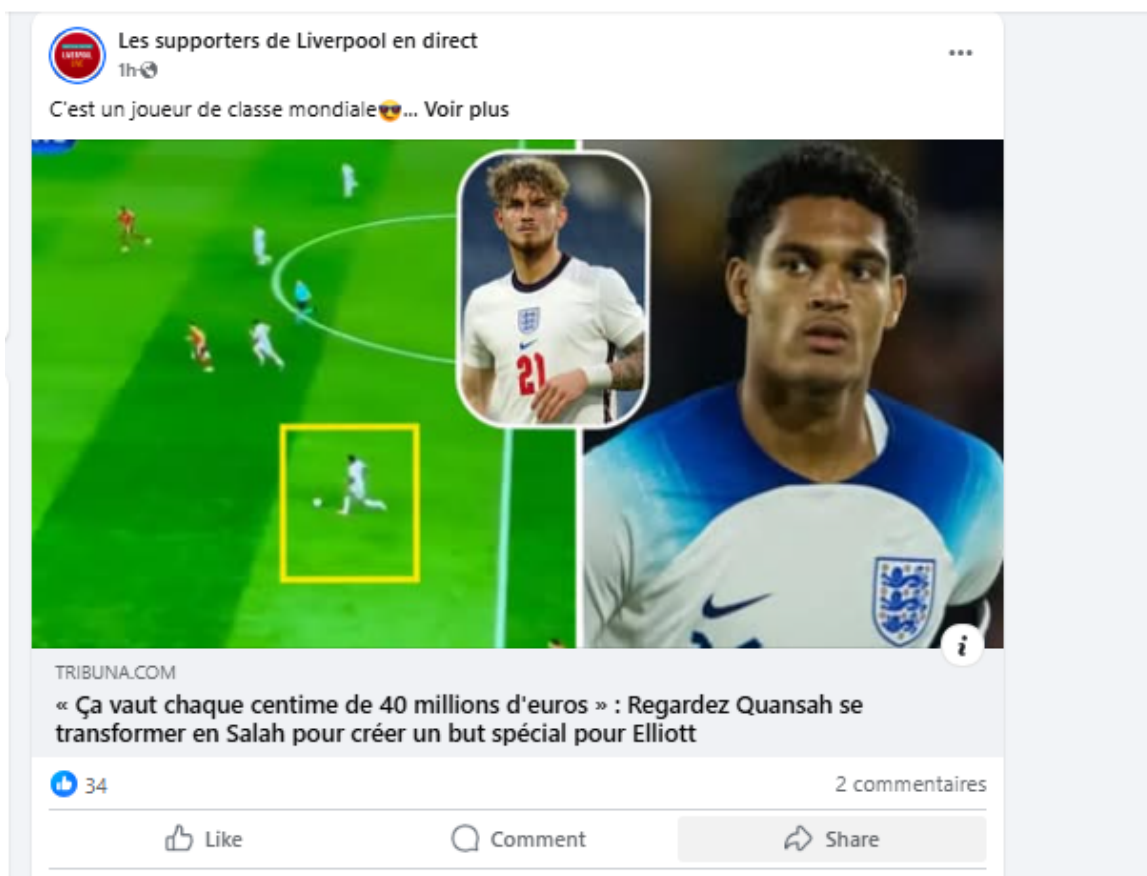 Les supporters de Liverpool en direct
1h
C'est un joueur de classe mondiale😎... Voir plus
21
TRIBUNA.COM
« Ça vaut chaque centime de 40 millions d'euros » : Regardez Quansah se
transformer en Salah pour créer un but spécial pour Elliott
34
2 commentaires
Like
Comment
Share